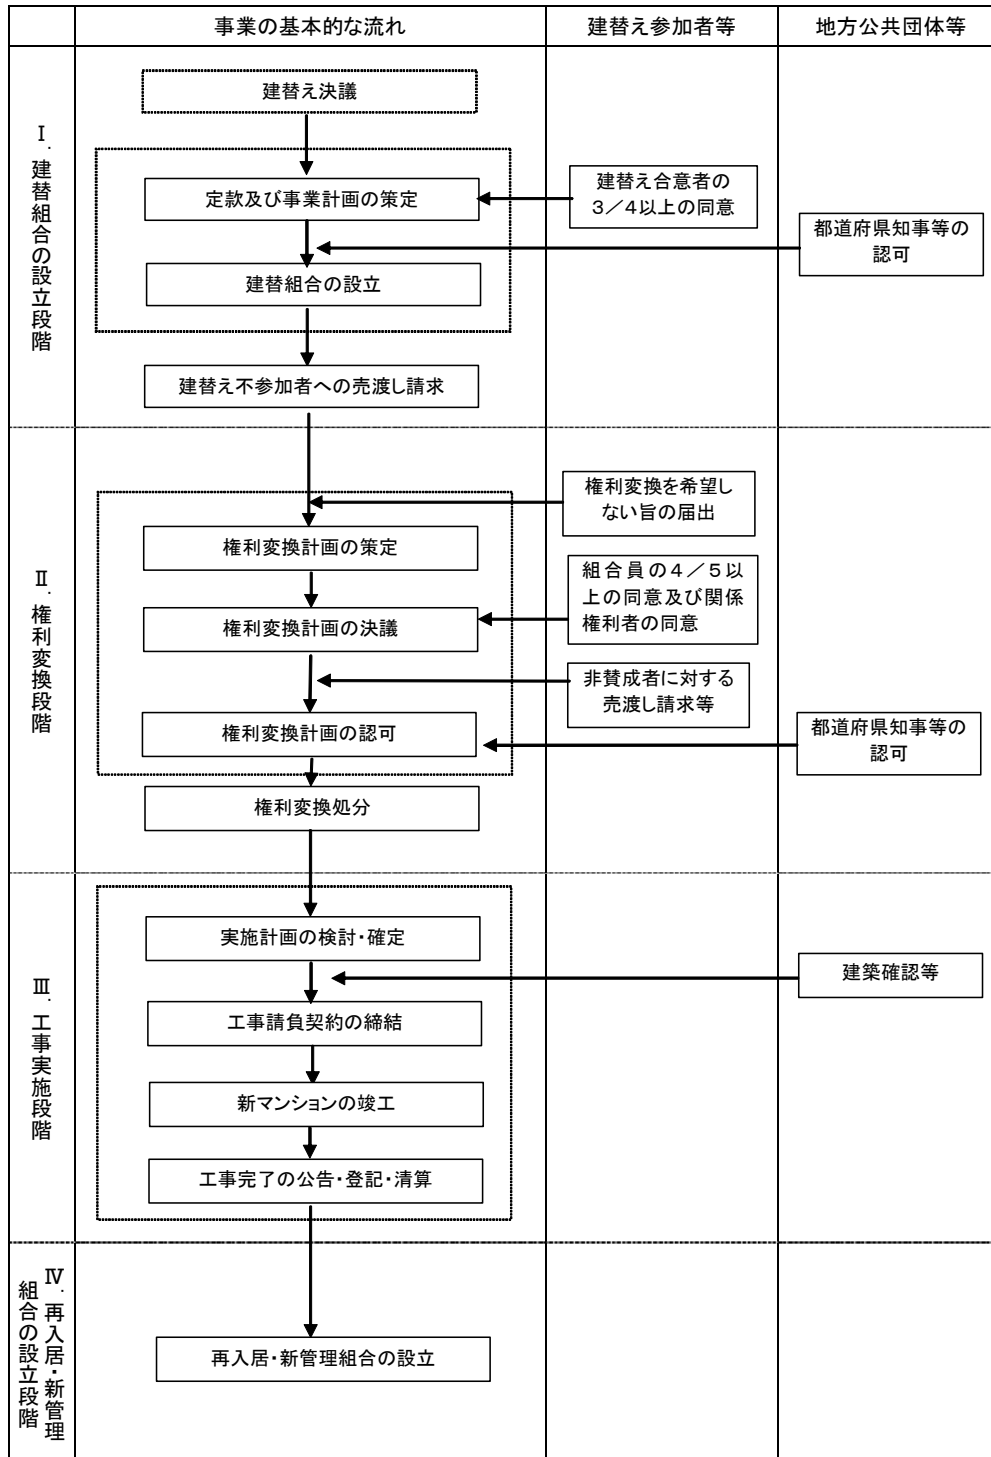 事業の基本的な流れ
建替え参加者等
地方公共団体等
Ⅰ．建替組合の設立段階
建替え決議
定款及び事業計画の策定
建替え合意者の
３／４以上の同意
都道府県知事等の
認可
建替組合の設立
建替え不参加者への売渡し請求
Ⅱ．権利変換段階
権利変換を希望し
ない旨の届出
権利変換計画の策定
組合員の４／５以
上の同意及び関係
権利者の同意
権利変換計画の決議
非賛成者に対する
売渡し請求等
権利変換計画の認可
都道府県知事等の
認可
権利変換処分
Ⅲ．工事実施段階
実施計画の検討・確定
建築確認等
工事請負契約の締結
新マンションの竣工
工事完了の公告・登記・清算
Ⅳ．再入居・新管理
組合の設立段階
再入居・新管理組合の設立